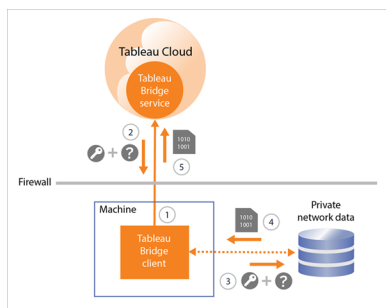 Tableau Cloud
Tableau
Bridge
service
2
1010
1001
+ ?
5
Firewall
Machine
1
1010
1001
4
Private
network data
Tableau
Bridge
client
3
+ ?